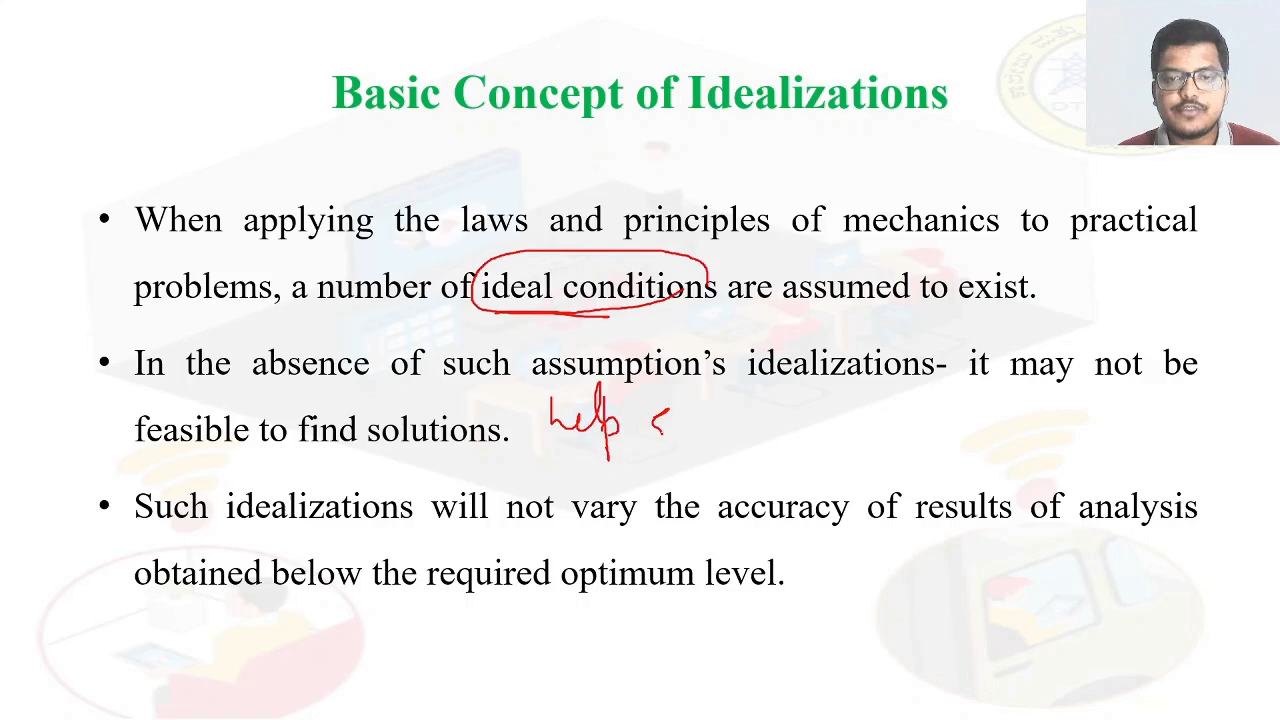 Basic Concept of Idealizations
• When applying the laws and principles of mechanics to practical
problems, a number of ideal conditions are assumed to exist.
• In the absence of such assumption’s idealizations- it may not be
feasible to find solutions.
help
• Such idealizations will not vary the accuracy of results of analysis
obtained below the required optimum level.